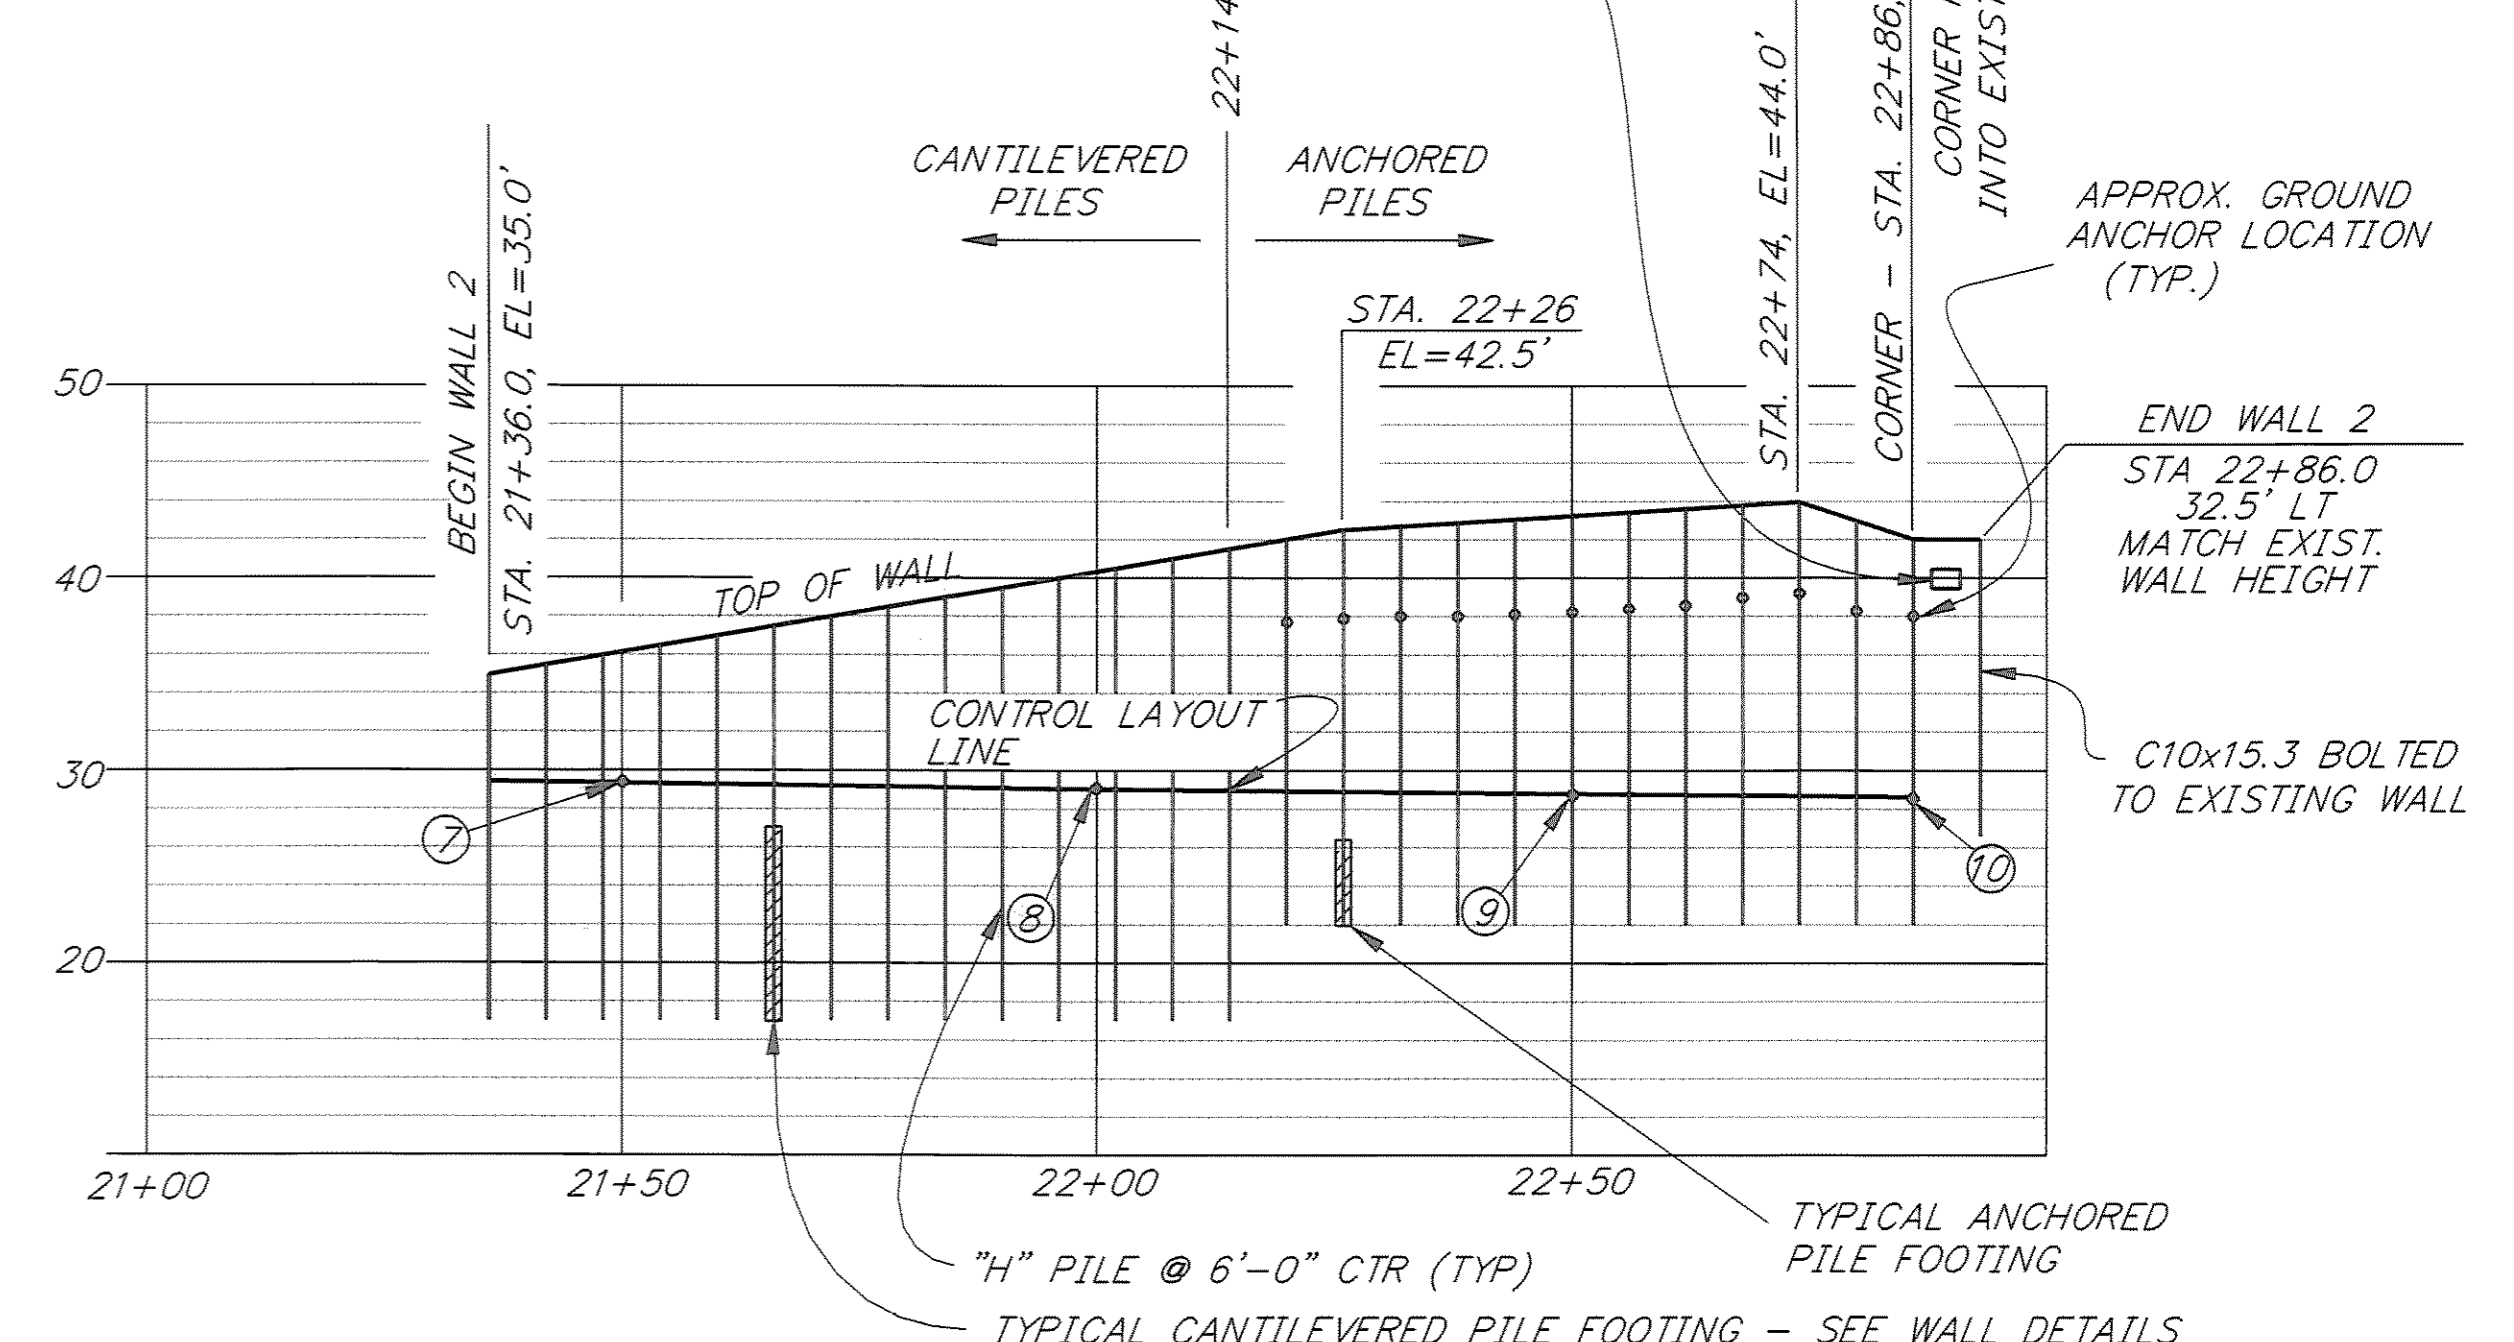 22+14
STA. 22+74, EL=44.0'
CORNER - STA. 22+86,
CORNER
INTO EXIST
CANTILEVERED
PILES
ANCHORED
PILES
APPROX. GROUND
ANCHOR LOCATION
(TYP.)
BEGIN WALL 2
STA. 21+36.0, EL=35.0'
STA. 22+26
EL=42.5'
END WALL 2
STA 22+86.0
32.5' LT
MATCH EXIST.
WALL HEIGHT
50
40
30
20
TOP OF WALL
CONTROL LAYOUT
LINE
C10x15.3 BOLTED
TO EXISTING WALL
7
8
9
10
21+00
21+50
22+00
22+50
TYPICAL ANCHORED
PILE FOOTING
"H" PILE @ 6'-0" CTR (TYP)
TYPICAL CANTILEVERED PILE FOOTING - SEE WALL DETAILS